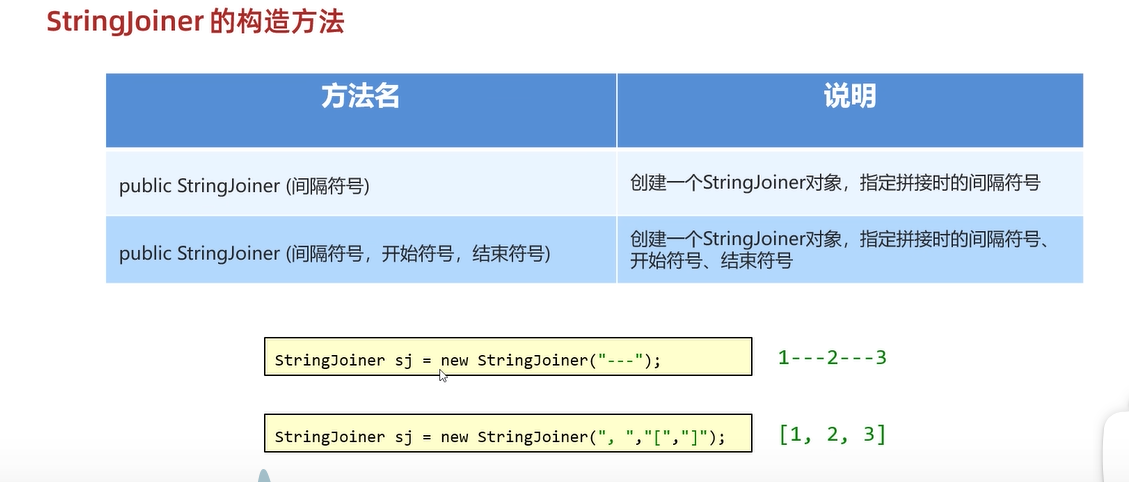 StringJoiner 的构造方法
方法名
说明
public StringJoiner (间隔符号)
创建一个StringJoiner对象，指定拼接时的间隔符号
public StringJoiner (间隔符号，开始符号，结束符号)
创建一个StringJoiner对象，指定拼接时的间隔符号、
开始符号、结束符号
StringJoiner sj = new StringJoiner("---");
1---2---3
StringJoiner sj = new StringJoiner(", ","[","]");
[1, 2, 3]